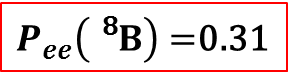 Pₑₑ( ⁸B) =0.31